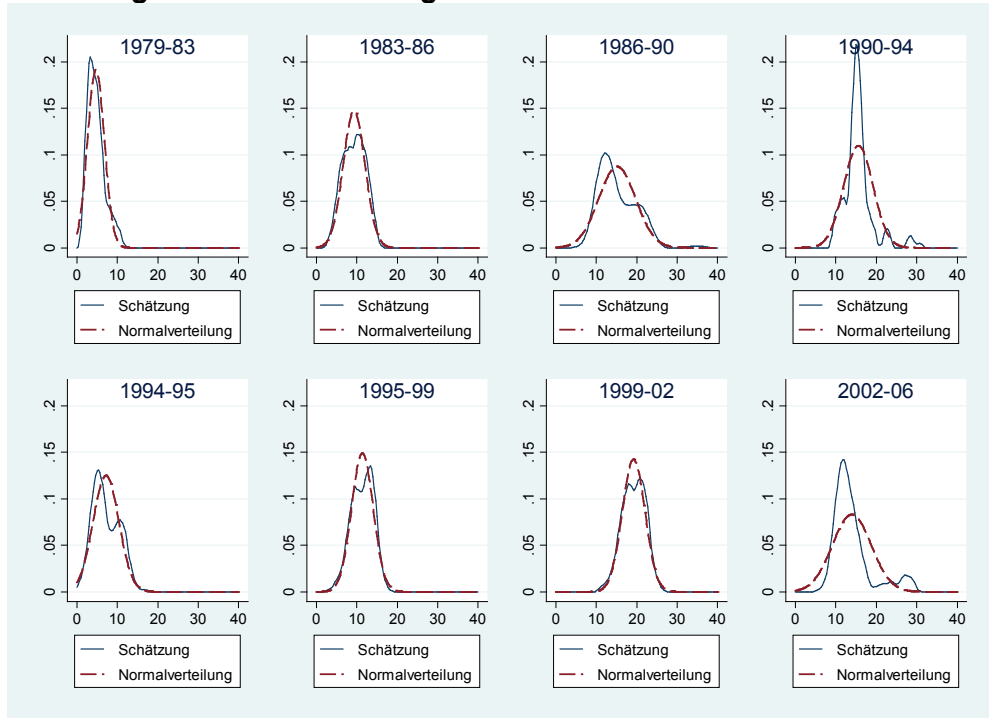 1979-83
1983-86
1986-90
1990-94
0 .05 .1 .15 .2
0 .05 .1 .15 .2
0 .05 .1 .15 .2
0 .05 .1 .15 .2
0 10 20 30 40
0 10 20 30 40
0 10 20 30 40
0 10 20 30 40
Schätzung
Normalverteilung
Schätzung
Normalverteilung
Schätzung
Normalverteilung
Schätzung
Normalverteilung
1994-95
1995-99
1999-02
2002-06
0 .05 .1 .15 .2
0 .05 .1 .15 .2
0 .05 .1 .15 .2
0 .05 .1 .15 .2
0 10 20 30 40
0 10 20 30 40
0 10 20 30 40
0 10 20 30 40
Schätzung
Normalverteilung
Schätzung
Normalverteilung
Schätzung
Normalverteilung
Schätzung
Normalverteilung